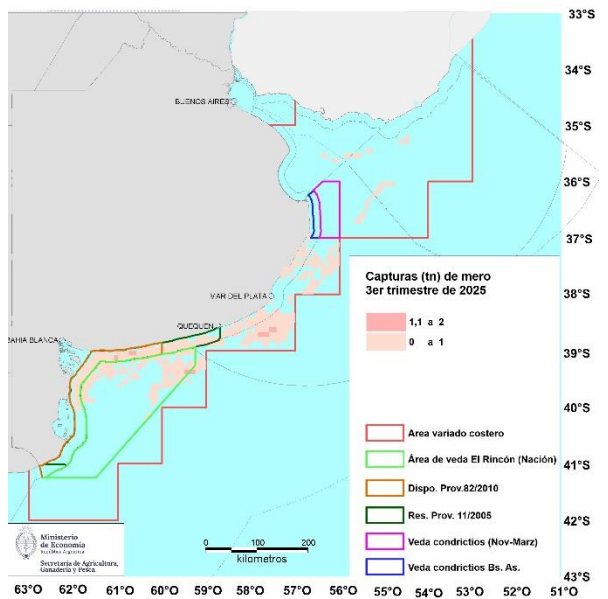 33°S
34°S
35°S
36°S
37°S
38°S
39°S
40°S
41°S
42°S
43°S
BUENOS AIRES
MAR DEL PLATA
QUEQUEN
BAHIA BLANCA
Capturas (tn) de mero
3er trimestre de 2025
1,1 a 2
0 a 1
Area variado costero
Área de veda El Rincón (Nación)
Dispo. Prov.82/2010
Res. Prov. 11/2005
Veda condrictios (Nov-Marz)
Veda condrictios Bs. As.
Ministerio
de Economía
República Argentina
Secretaría de Agricultura,
Ganadería y Pesca
0 100 200
kilometros
63°O 62°O 61°O 60°O 59°O 58°O 57°O 56°O 55°O 54°O 53°O 52°O 51°O